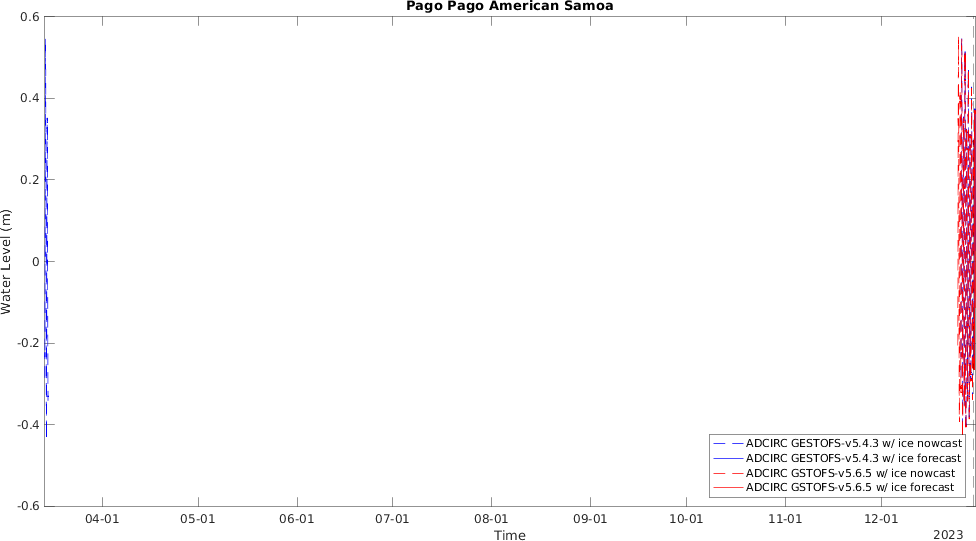 Pago Pago American Samoa
0.6
0.4
0.2
0
-0.2
-0.4
-0.6
Water Level (m)
ADCIRC GESTOFS-v5.4.3 w/ ice nowcast
ADCIRC GESTOFS-v5.4.3 w/ ice forecast
ADCIRC GSTOFS-v5.6.5 w/ ice nowcast
ADCIRC GSTOFS-v5.6.5 w/ ice forecast
04-01 05-01 06-01 07-01 08-01 09-01 10-01 11-01 12-01
Time
2023